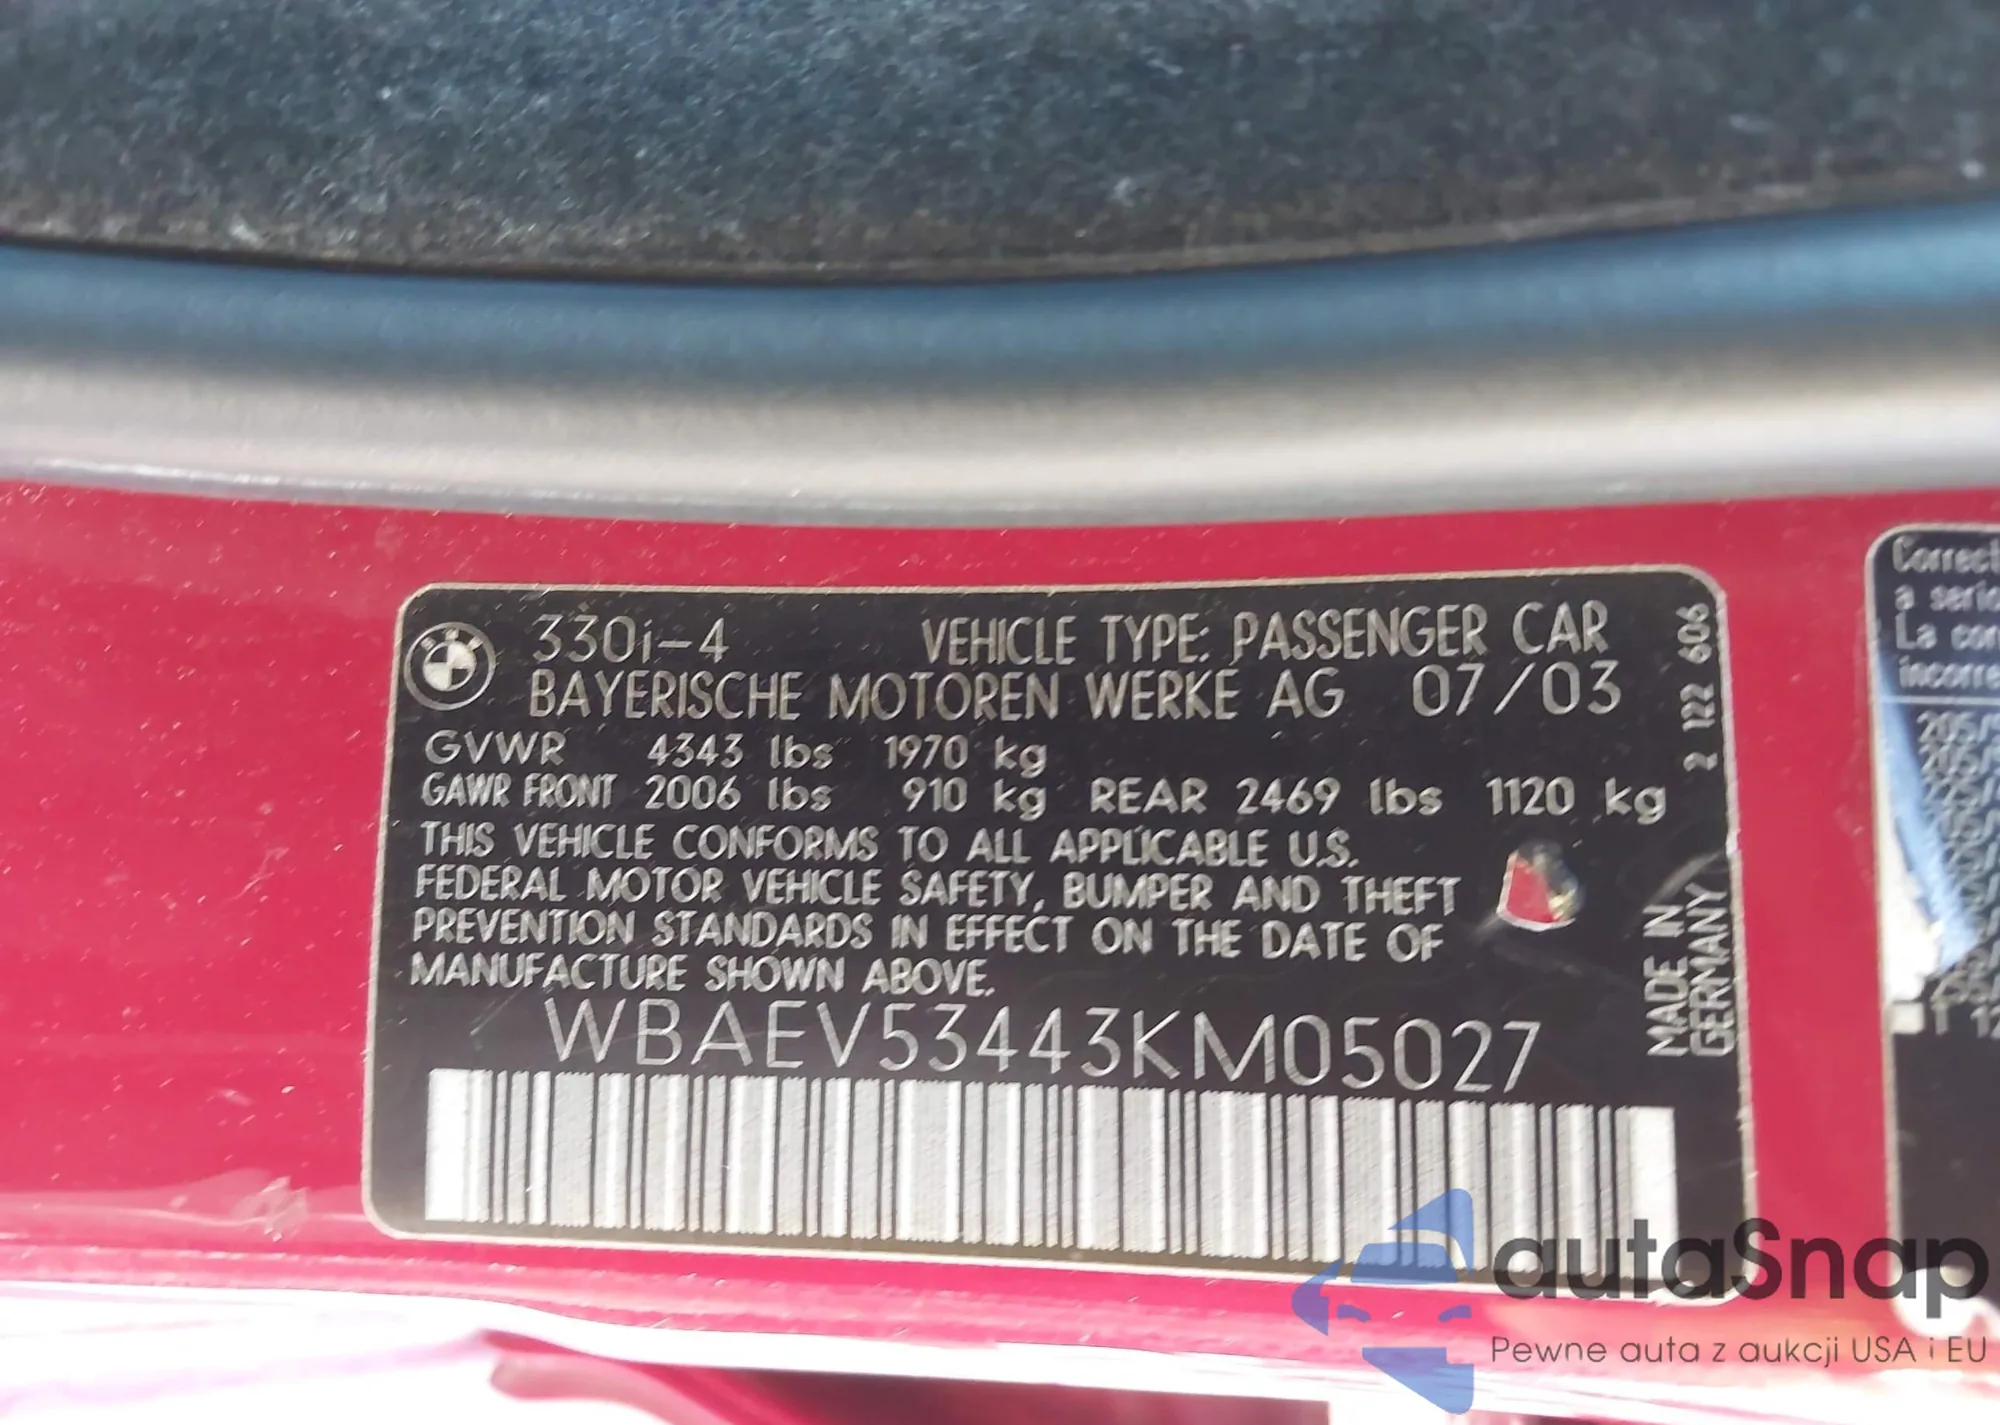 330i-4 VEHICLE TYPE: PASSENGER CAR
BAYERISCHE MOTOREN WERKE AG 07/03
GVWR 4343 lbs 1970 kg
GAWR FRONT 2006 lbs 910 kg REAR 2469 lbs 1120 kg
THIS VEHICLE CONFORMS TO ALL APPLICABLE U.S.
FEDERAL MOTOR VEHICLE SAFETY, BUMPER AND THEFT
PREVENTION STANDARDS IN EFFECT ON THE DATE OF
MANUFACTURE SHOWN ABOVE.
WBAEV53443KM05027
2 122 606
MADE IN
GERMANY
a
La
autaSnap
Pewne auta z aukcji USA i EU